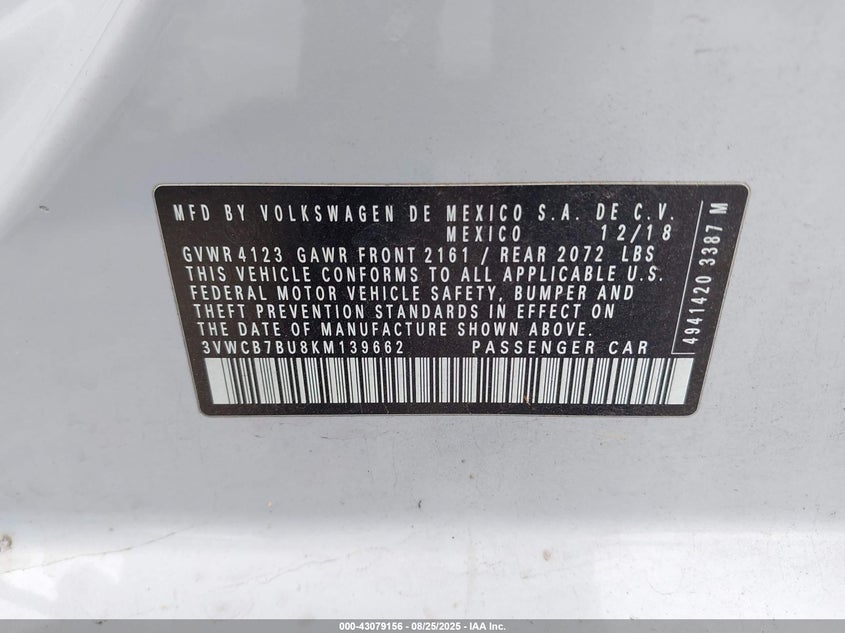 MFD BY VOLKSWAGEN DE MEXICO S.A. DE C.V.
MEXICO 12/18
GVWR 4123 GAWR FRONT 2161 / REAR 2072 LBS
THIS VEHICLE CONFORMS TO ALL APPLICABLE U.S.
FEDERAL MOTOR VEHICLE SAFETY, BUMPER AND
THEFT PREVENTION STANDARDS IN EFFECT ON
THE DATE OF MANUFACTURE SHOWN ABOVE.
3VWCB7BU8KM139662 PASSENGER CAR
4941420 3387 M
000-43079156 | 08/25/2025 | IAA Inc.